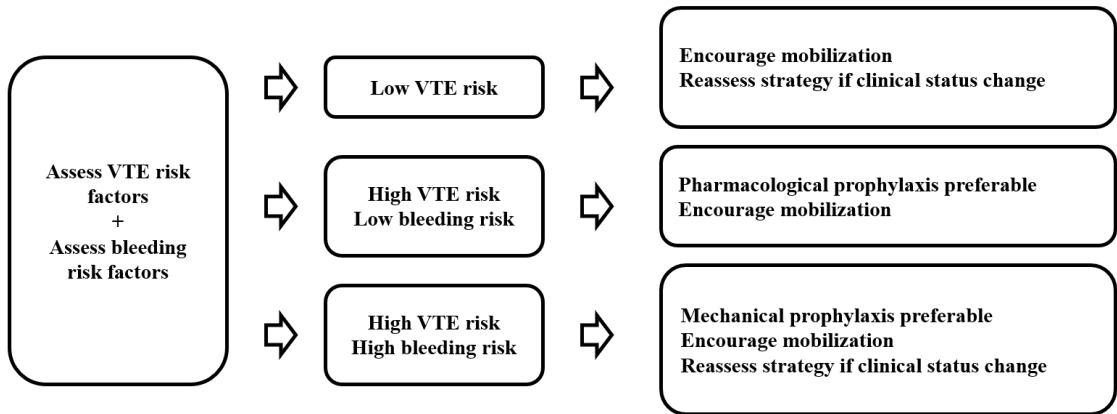 Assess VTE risk
factors
+
Assess bleeding
risk factors
Low VTE risk
Encourage mobilization
Reassess strategy if clinical status change
High VTE risk
Low bleeding risk
Pharmacological prophylaxis preferable
Encourage mobilization
High VTE risk
High bleeding risk
Mechanical prophylaxis preferable
Encourage mobilization
Reassess strategy if clinical status change